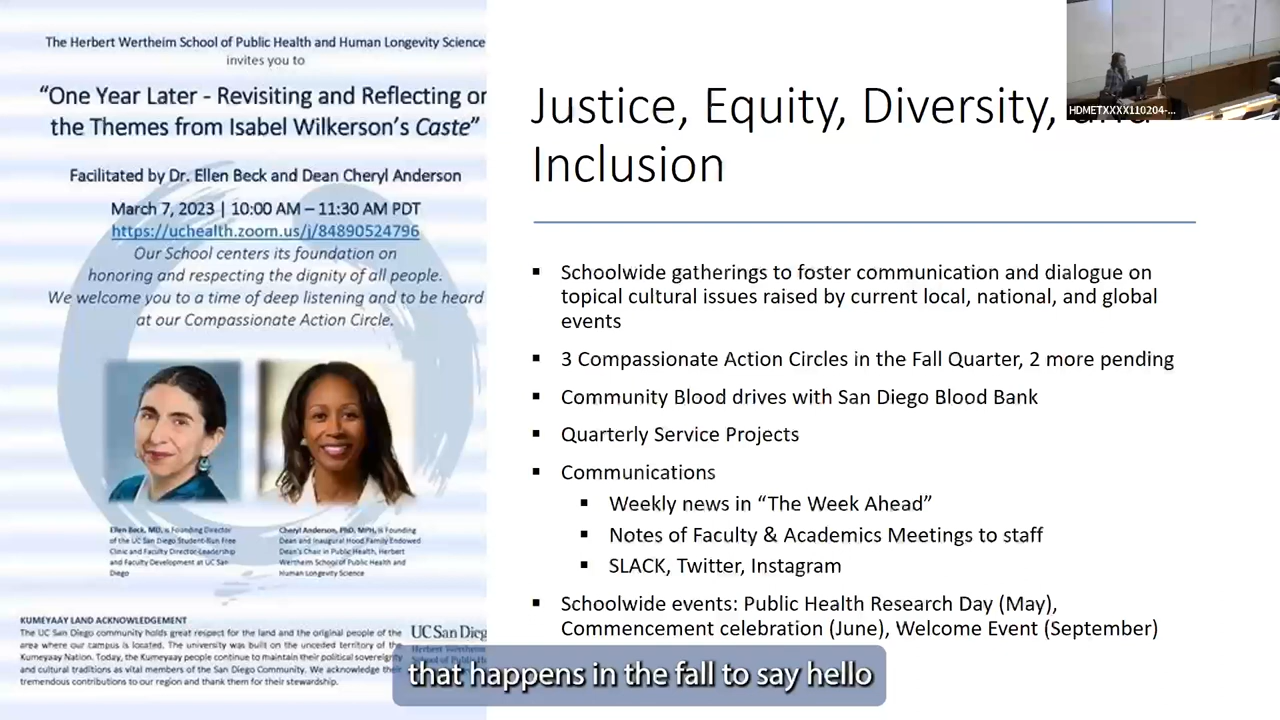 The Herbert Wertheim School of Public Health and Human Longevity Science
invites you to
“One Year Later - Revisiting and Reflecting on
the Themes from Isabel Wilkerson’s Caste”
Facilitated by Dr. Ellen Beck and Dean Cheryl Anderson
March 7, 2023 | 10:00 AM – 11:30 AM PDT
https://uchealth.zoom.us/j/84890524796
Our School centers its foundation on
honoring and respecting the dignity of all people.
We welcome you to a time of deep listening and to be heard
at our Compassionate Action Circle.
Ellen Beck, MD, is Founding Director
of the UC San Diego Student-Run Free
Clinic and Faculty Director-Leadership
and Faculty Development at UC San
Diego
Cheryl Anderson, PhD, MPH, is Founding
Dean and Inaugural Hood Family Endowed
Dean’s Chair in Public Health, Herbert
Wertheim School of Public Health and
Human Longevity Science
KUMEYAAY LAND ACKNOWLEDGEMENT
The UC San Diego community holds great respect for the land and the original people of the
area where our campus is located. The university was built on the unceded territory of the
Kumeyaay Nation. Today, the Kumeyaay people continue to maintain their political sovereignty
and cultural traditions as vital members of the San Diego Community. We acknowledge their
tremendous contributions to our region and thank them for their stewardship.
UC San Dieg
Justice, Equity, Diversity, and
Inclusion
▪ Schoolwide gatherings to foster communication and dialogue on
topical cultural issues raised by current local, national, and global
events
▪ 3 Compassionate Action Circles in the Fall Quarter, 2 more pending
▪ Community Blood drives with San Diego Blood Bank
▪ Quarterly Service Projects
▪ Communications
▪ Weekly news in “The Week Ahead”
▪ Notes of Faculty & Academics Meetings to staff
▪ SLACK, Twitter, Instagram
▪ Schoolwide events: Public Health Research Day (May),
Commencement celebration (June), Welcome Event (September)
HDMETXXXX110204-...
that happens in the fall to say hello